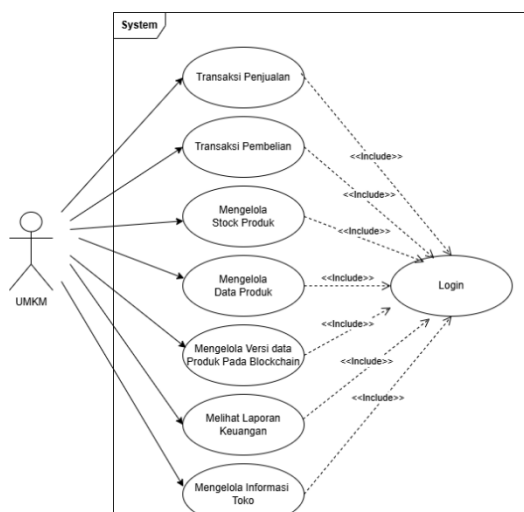 System
Transaksi Penjualan
<<Include>>
Transaksi Pembelian
<<Include>>
Mengelola
Stock Produk
<<Include>>
UMKM
Mengelola
Data Produk
<<Include>>
Login
Mengelola Versi data
Produk Pada Blockchain
<<Include>>
Melihat Laporan
Keuangan
<<Include>>
Mengelola Informasi
Toko
<<Include>>